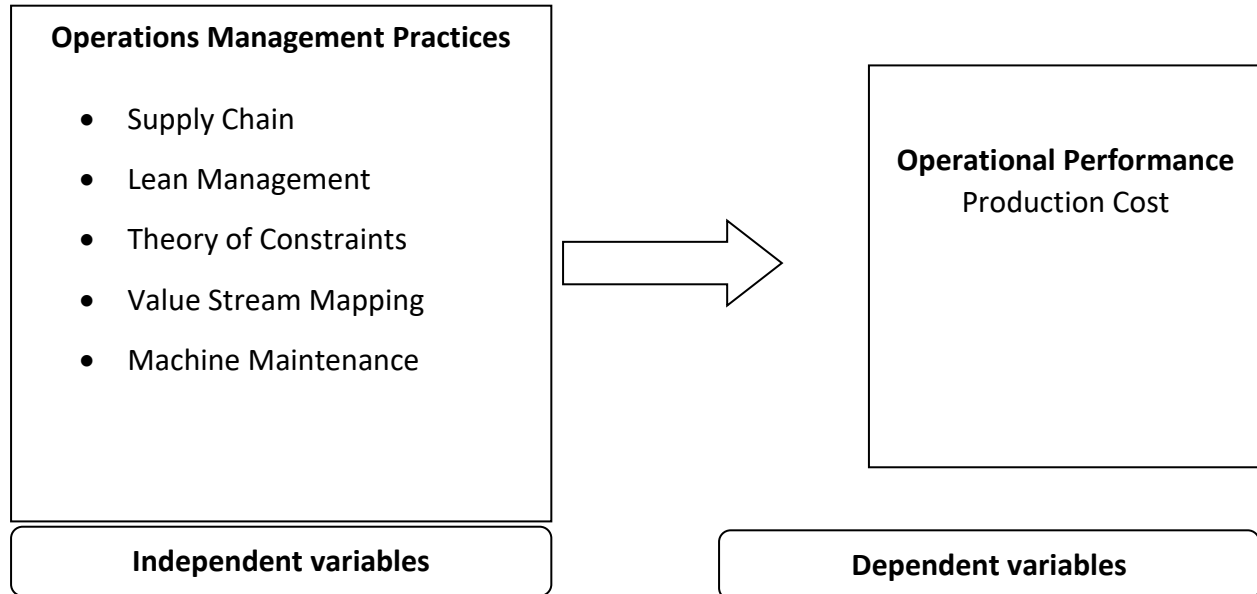 Operations Management Practices
• Supply Chain
• Lean Management
• Theory of Constraints
• Value Stream Mapping
• Machine Maintenance
Independent variables
Operational Performance
Production Cost
Dependent variables